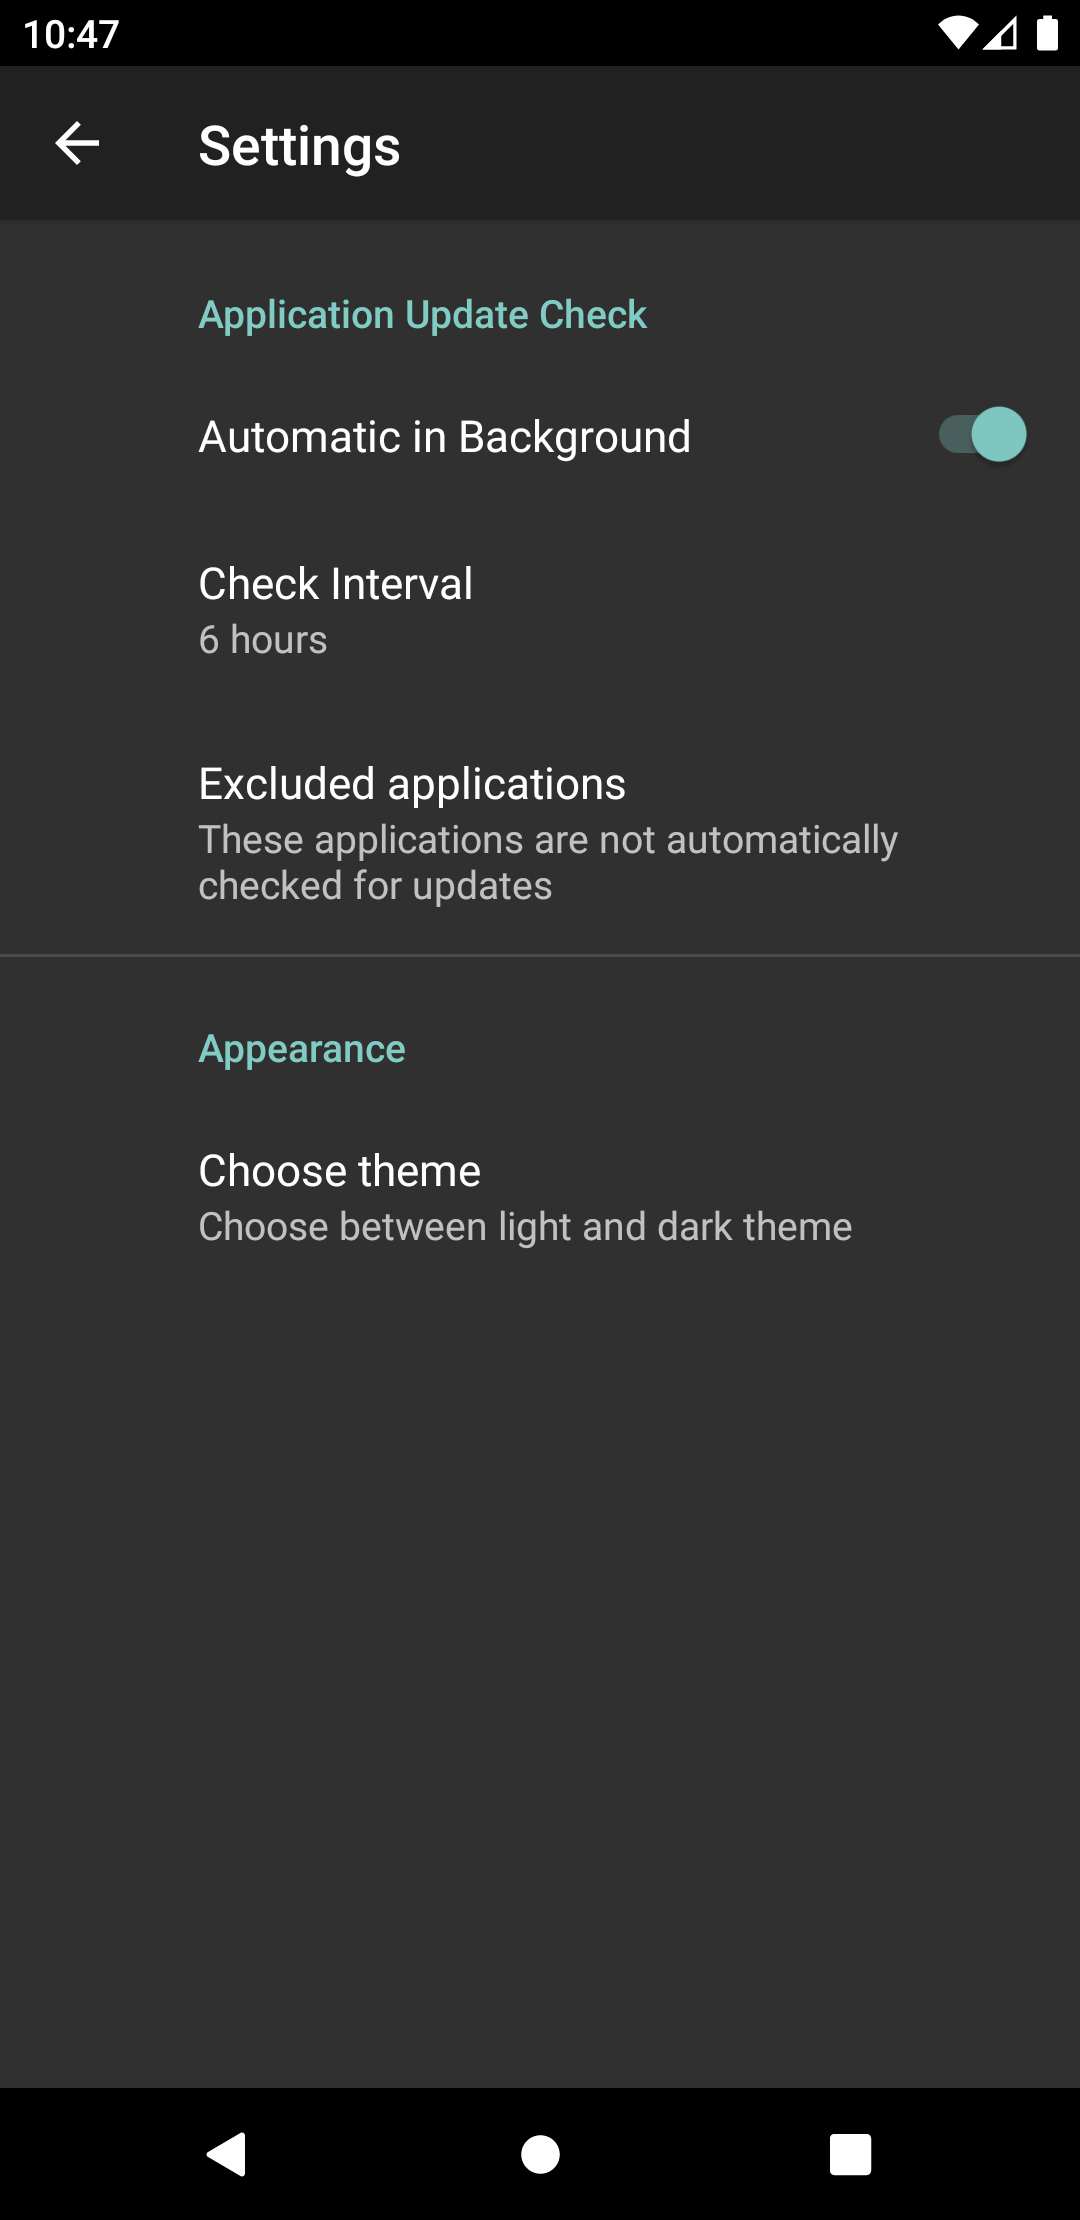 10:47
Settings
Application Update Check
Automatic in Background
Check Interval
6 hours
Excluded applications
These applications are not automatically
checked for updates
Appearance
Choose theme
Choose between light and dark theme